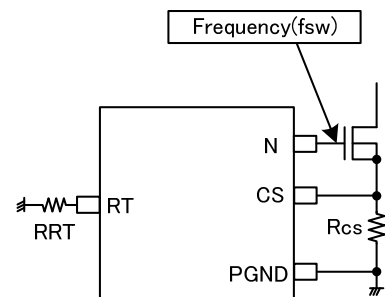 Frequency(fsw)
N
CS
RT
RRT
Rcs
PGND